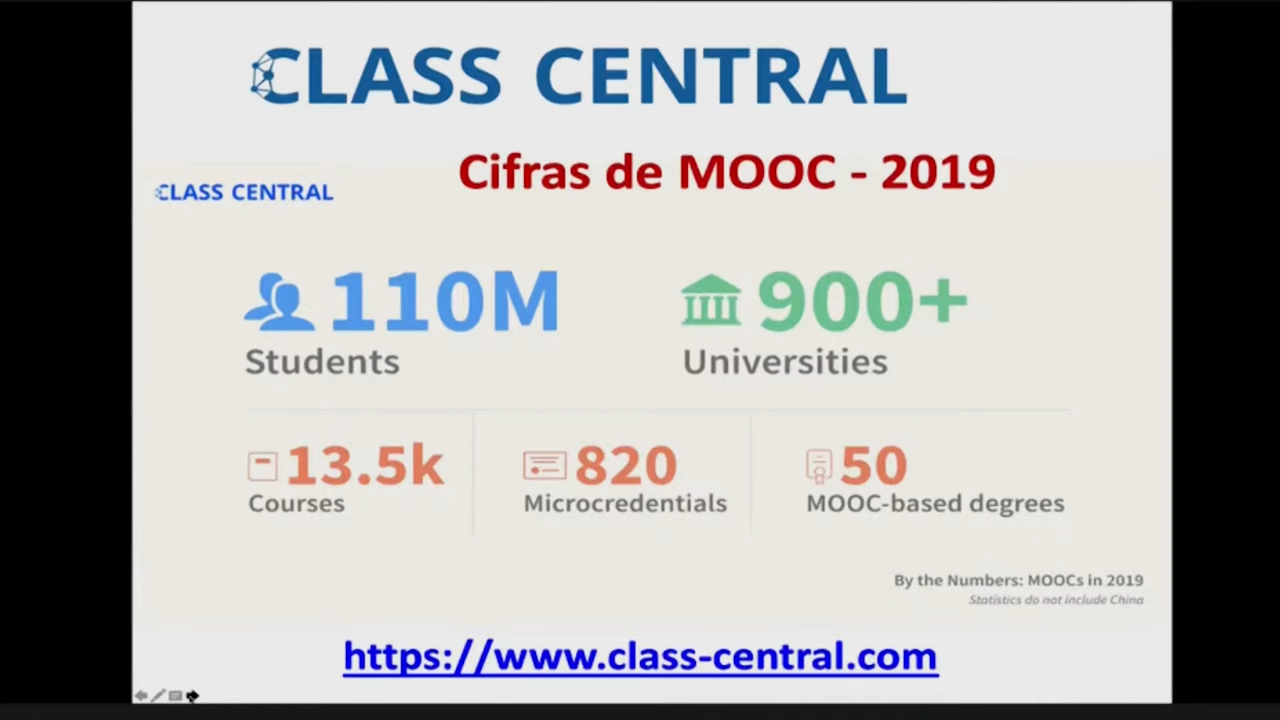 CLASS CENTRAL
Cifras de MOOC - 2019
CLASS CENTRAL
110M
Students
900+
Universities
13.5k
Courses
820
Microcredentials
50
MOOC-based degrees
By the Numbers: MOOCs in 2019
Statistics do not include China
https://www.class-central.com